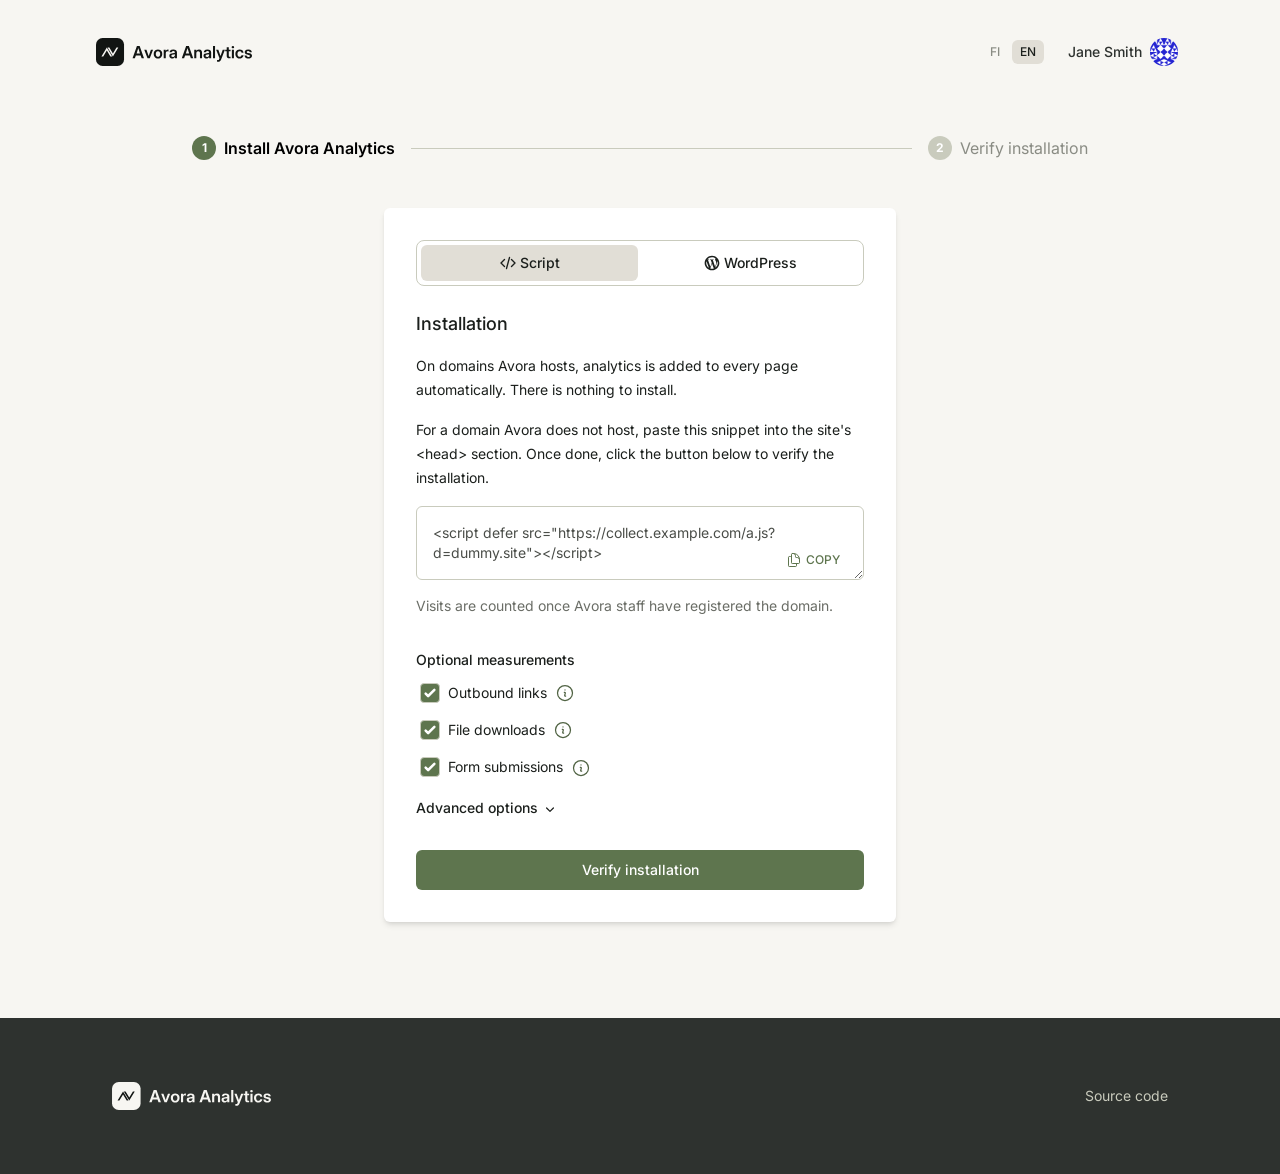 Avora Analytics
FI
EN
Jane Smith
1
Install Avora Analytics
2
Verify installation
Script
WordPress
Installation
On domains Avora hosts, analytics is added to every page
automatically. There is nothing to install.
For a domain Avora does not host, paste this snippet into the site's
<head> section. Once done, click the button below to verify the
installation.
<script defer src="https://collect.example.com/a.js?
d=dummy.site"></script>
COPY
Visits are counted once Avora staff have registered the domain.
Optional measurements
Outbound links
File downloads
Form submissions
Advanced options
Verify installation
Avora Analytics
Source code